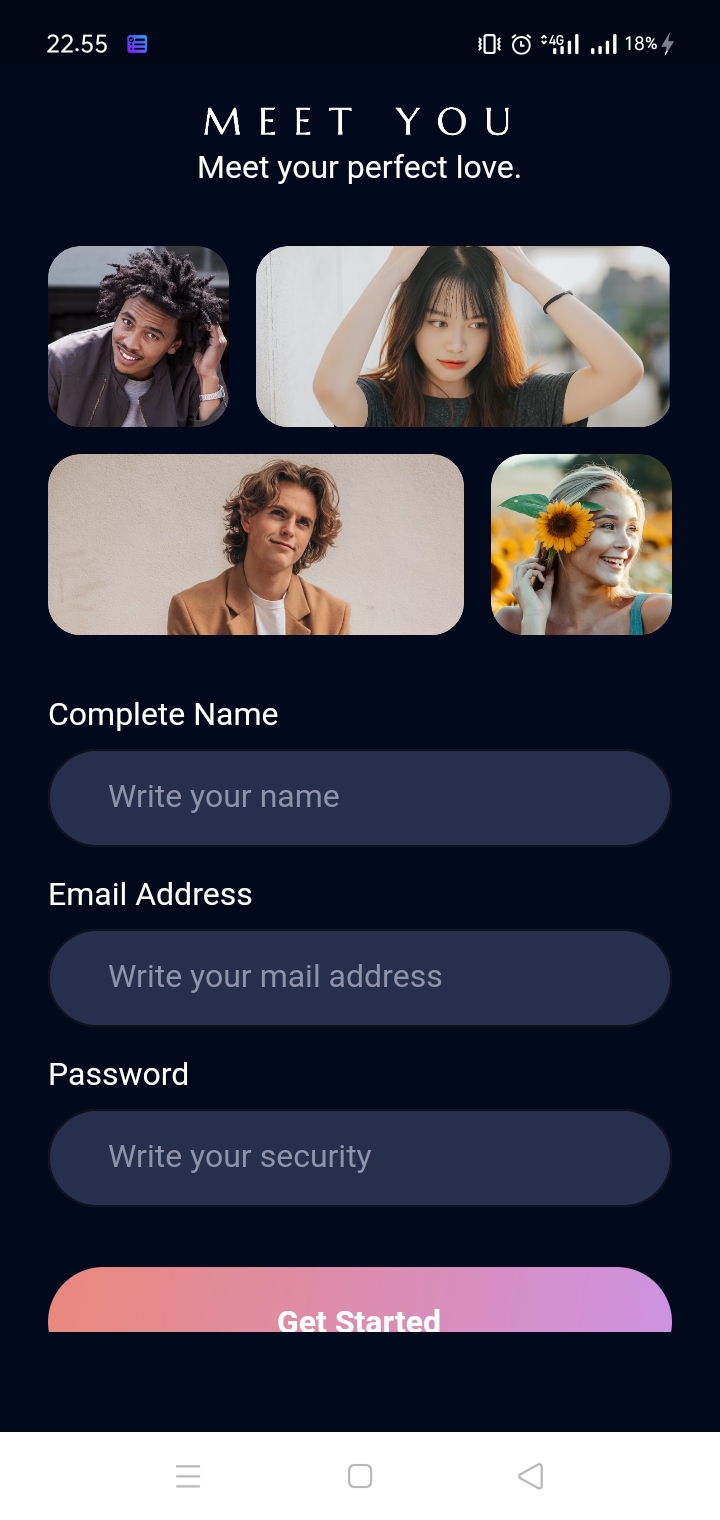 22.55
4G
18%
MEET YOU
Meet your perfect love.
Complete Name
Write your name
Email Address
Write your mail address
Password
Write your security
Get Started